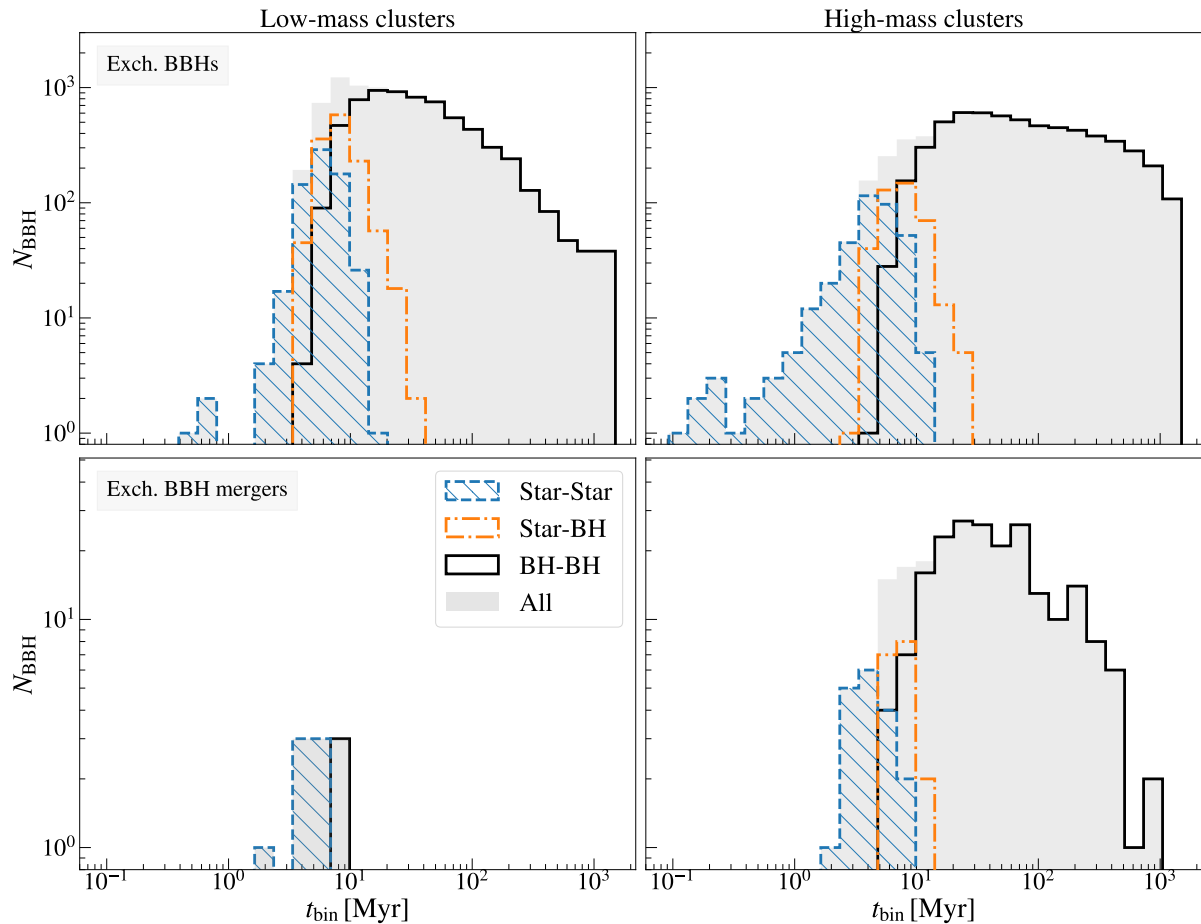 Low-mass clusters
High-mass clusters
Exch. BBHs
10³
10²
10¹
10⁰
N_BBH
Exch. BBH mergers
Star-Star
Star-BH
BH-BH
All
10¹
10⁰
N_BBH
10⁻¹ 10⁰ 10¹ 10² 10³
10⁻¹ 10⁰ 10¹ 10² 10³
t_bin [Myr]
t_bin [Myr]